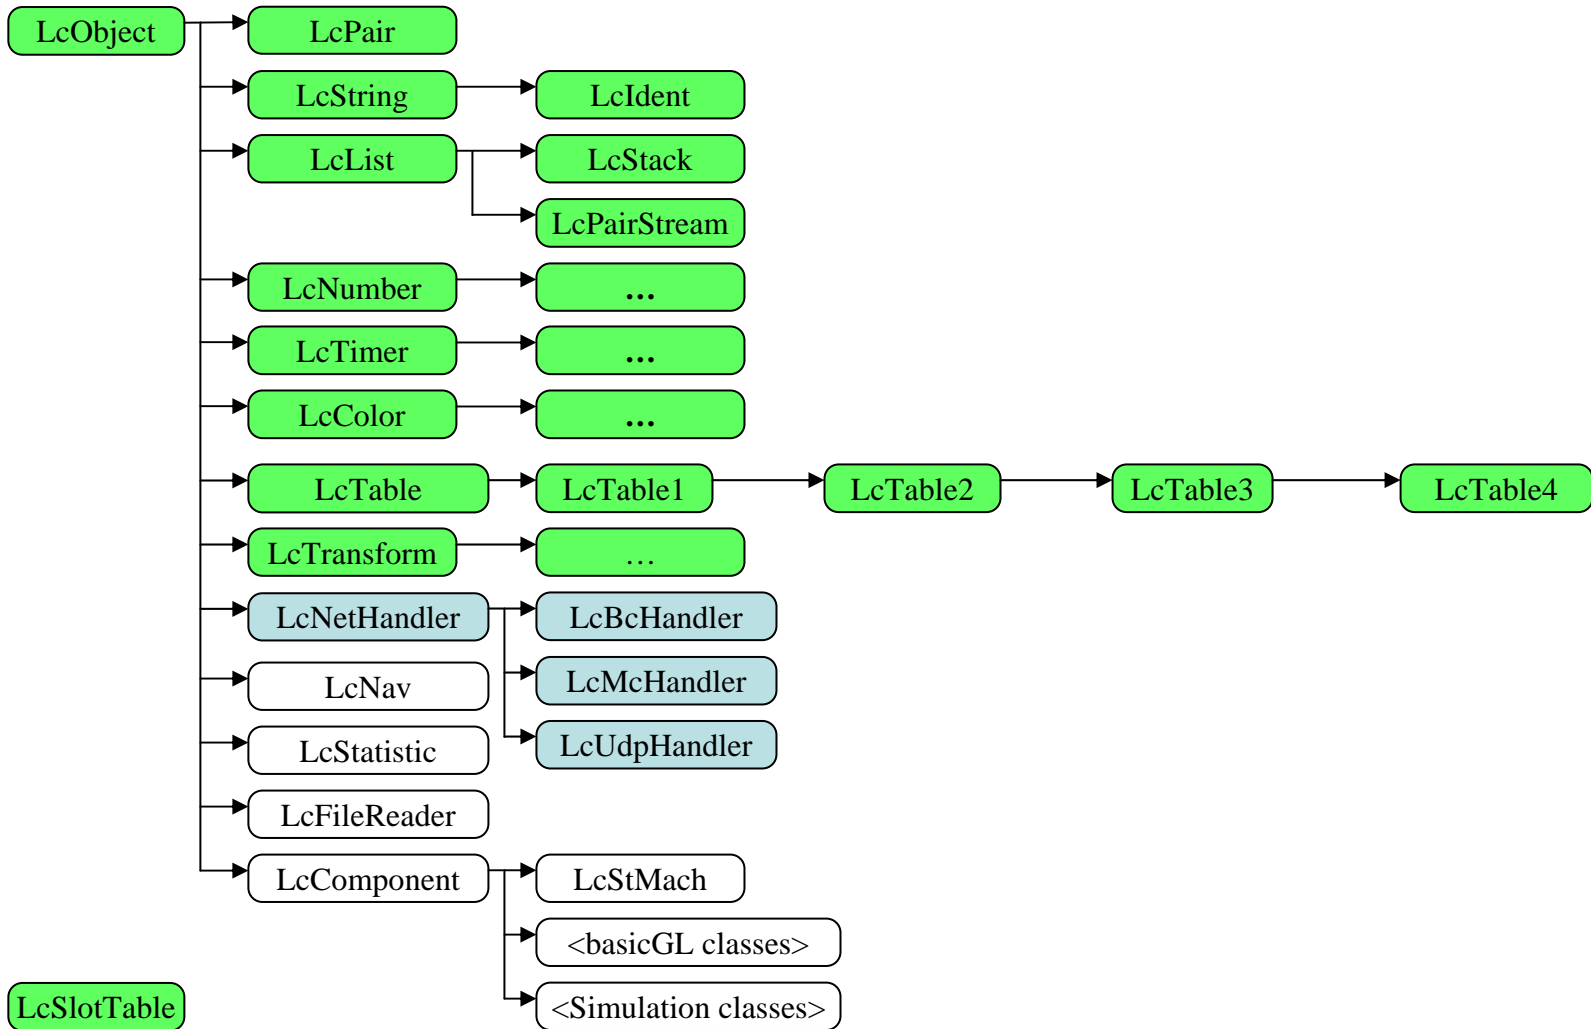 LcObject
LcPair
LcString
LcIdent
LcList
LcStack
LcPairStream
LcNumber
...
LcTimer
...
LcColor
...
LcTable
LcTable1
LcTable2
LcTable3
LcTable4
LcTransform
...
LcNetHandler
LcBcHandler
LcMcHandler
LcUdpHandler
LcNav
LcStatistic
LcFileReader
LcComponent
LcStMach
<basicGL classes>
<Simulation classes>
LcSlotTable